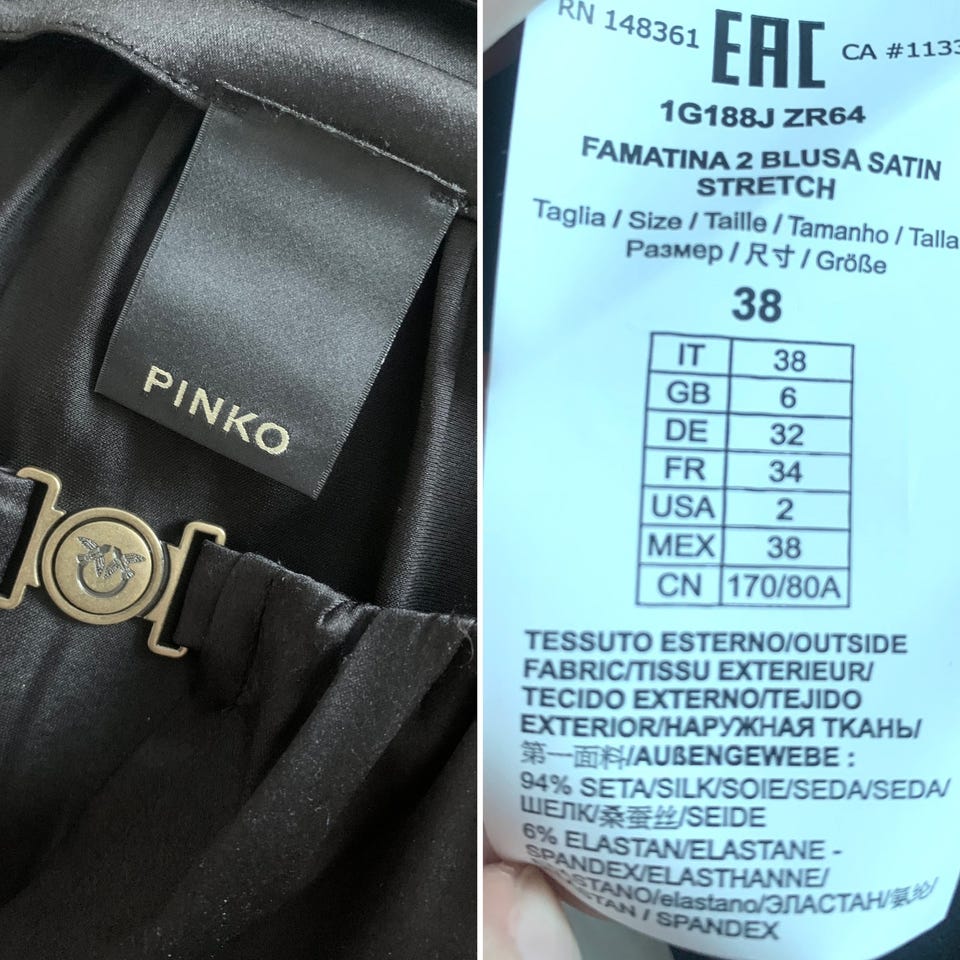 PINKO
RN 148361 EAC CA #1133
1G188J ZR64
FAMATINA 2 BLUSA SATIN
STRETCH
Taglia / Size / Taille / Tamanho / Talla
Размер / 尺寸 / Größe
38
IT 38
GB 6
DE 32
FR 34
USA 2
MEX 38
CN 170/80A
TESSUTO ESTERNO/OUTSIDE
FABRIC/TISSU EXTERIEUR/
TECIDO EXTERNO/TEJIDO
EXTERIOR/НАРУЖНАЯ ТКАНЬ/
第一面料/AUßENGEWEBE :
94% SETA/SILK/SOIE/SEDA/SEDA/
ШЕЛК/桑蚕丝/SEIDE
6% ELASTAN/ELASTANE -
SPANDEX/ELASTHANNE/
/elastano/ЭЛАСТАН/氨纶/
/ SPANDEX